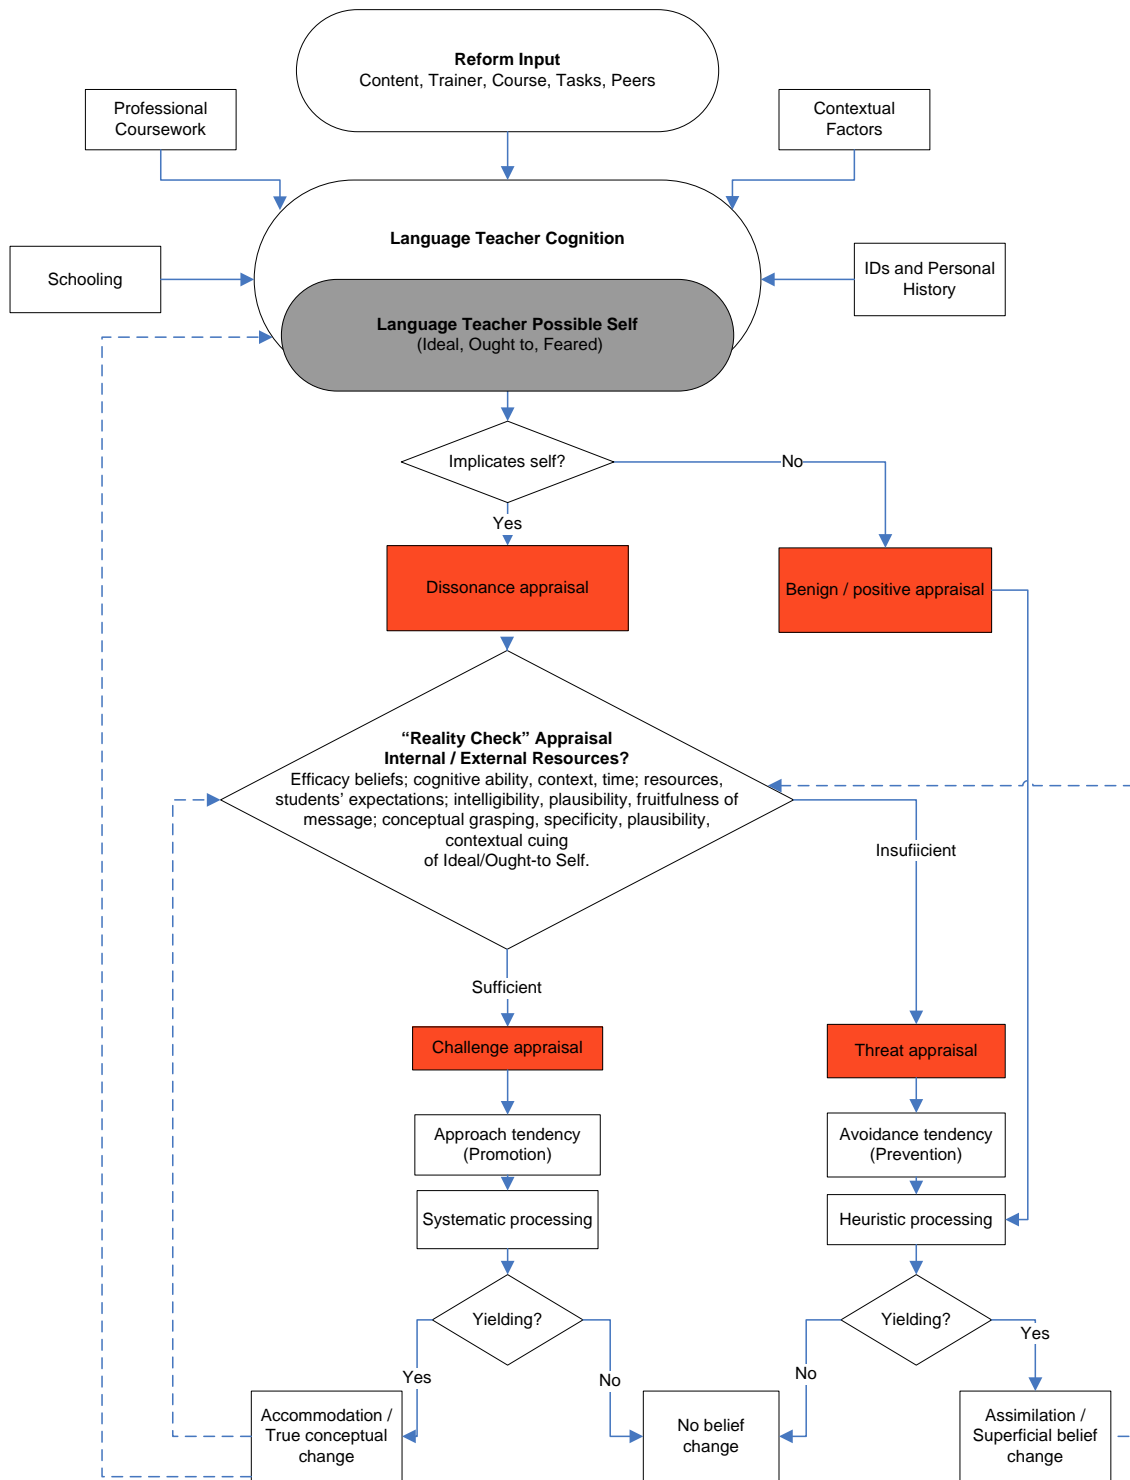 Reform Input
Content, Trainer, Course, Tasks, Peers
Professional
Coursework
Contextual
Factors
Language Teacher Cognition
Schooling
IDs and Personal
History
Language Teacher Possible Self
(Ideal, Ought to, Feared)
Implicates self?
No
Yes
Dissonance appraisal
Benign / positive appraisal
“Reality Check” Appraisal
Internal / External Resources?
Efficacy beliefs; cognitive ability, context, time; resources,
students’ expectations; intelligibility, plausibility, fruitfulness of
message; conceptual grasping, specificity, plausibility,
contextual cuing
of Ideal/Ought-to Self.
Insufiicient
Sufficient
Challenge appraisal
Threat appraisal
Approach tendency
(Promotion)
Avoidance tendency
(Prevention)
Systematic processing
Heuristic processing
Yielding?
Yielding?
Yes
No
No
Yes
Accommodation /
True conceptual
change
No belief
change
Assimilation /
Superficial belief
change